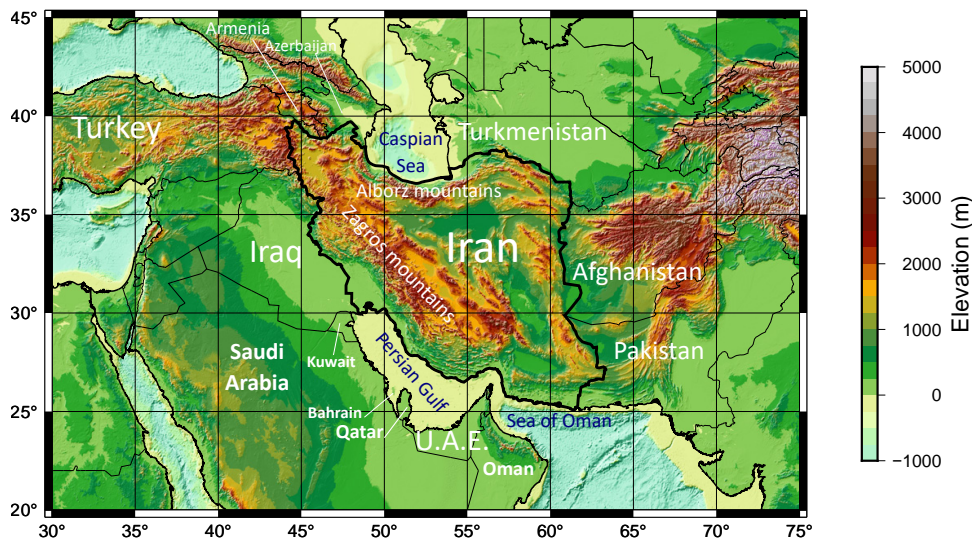 45°
40°
35°
30°
25°
20°
30°
35°
40°
45°
50°
55°
60°
65°
70°
75°
Armenia
Azerbaijan
Turkey
Caspian
Sea
Turkmenistan
Alborz mountains
Zagros mountains
Iraq
Iran
Afghanistan
Saudi
Arabia
Kuwait
Persian Gulf
Pakistan
Bahrain
Qatar
U.A.E.
Sea of Oman
Oman
5000
4000
3000
2000
1000
0
−1000
Elevation (m)